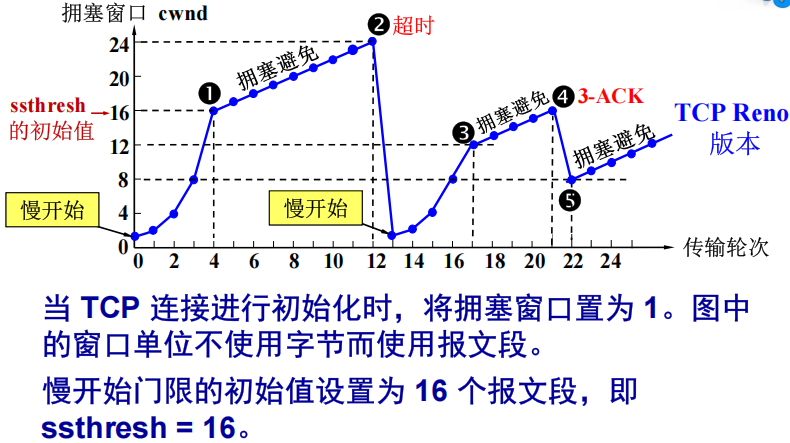 拥塞窗口 cwnd
24
20
16
12
8
4
0
ssthresh
的初始值
慢开始
❶
拥塞避免
❷ 超时
慢开始
❸
拥塞避免
❹ 3-ACK
拥塞避免
❺
TCP Reno
版本
0 2 4 6 8 10 12 14 16 18 20 22 24
传输轮次
当 TCP 连接进行初始化时，将拥塞窗口置为 1。图中
的窗口单位不使用字节而使用报文段。
慢开始门限的初始值设置为 16 个报文段，即
ssthresh = 16。